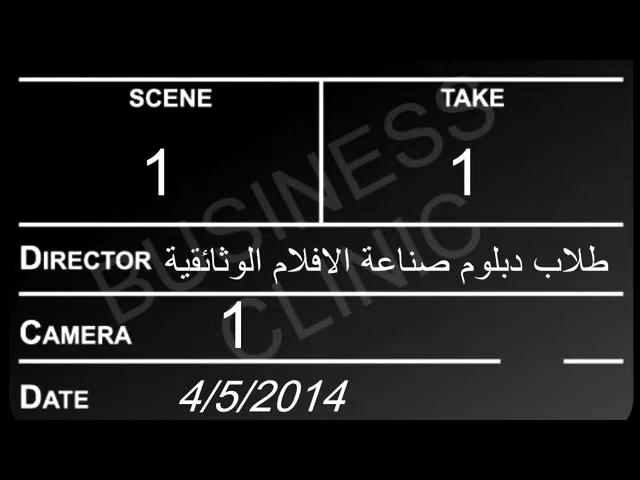 SCENE TAKE
1 1
DIRECTOR طلاب دبلوم صناعة الافلام الوثائقية
CAMERA 1
DATE 4/5/2014
BUSINESS
CLINIC